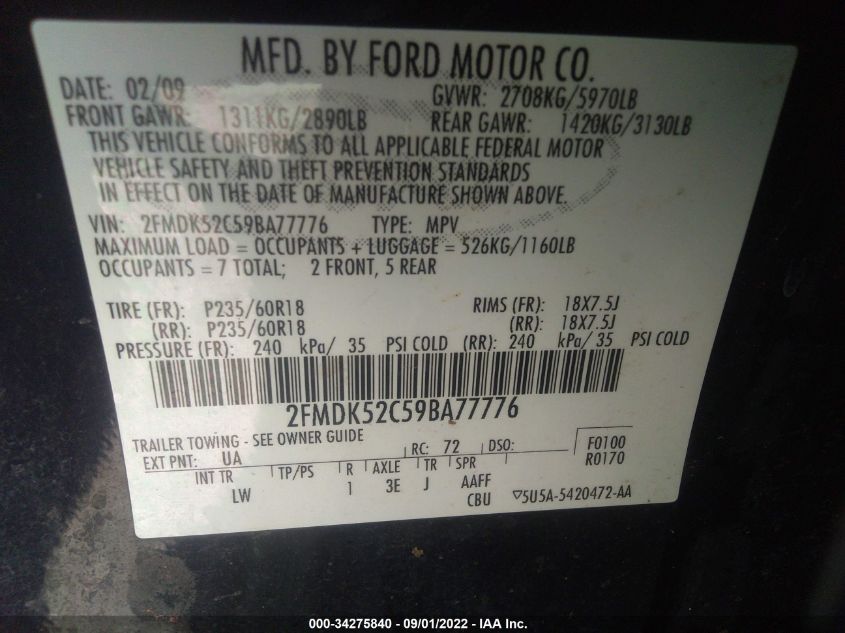 MFD. BY FORD MOTOR CO.
DATE: 02/09 GVWR: 2708KG/5970LB
FRONT GAWR: 1311KG/2890LB REAR GAWR: 1420KG/3130LB
THIS VEHICLE CONFORMS TO ALL APPLICABLE FEDERAL MOTOR
VEHICLE SAFETY AND THEFT PREVENTION STANDARDS
IN EFFECT ON THE DATE OF MANUFACTURE SHOWN ABOVE.
VIN: 2FMDK52C59BA77776 TYPE: MPV
MAXIMUM LOAD = OCCUPANTS + LUGGAGE = 526KG/1160LB
OCCUPANTS = 7 TOTAL; 2 FRONT, 5 REAR
TIRE (FR): P235/60R18 RIMS (FR): 18X7.5J
(RR): P235/60R18 (RR): 18X7.5J
PRESSURE (FR): 240 kPa/ 35 PSI COLD (RR): 240 kPa/ 35 PSI COLD
2FMDK52C59BA77776
TRAILER TOWING - SEE OWNER GUIDE
EXT PNT: UA RC: 72 DSO: F0100
R0170
INT TR TP/PS R AXLE TR SPR
LW 1 3E J AAFF
CBU ▽5U5A-5420472-AA
000-34275840 - 09/01/2022 - IAA Inc.